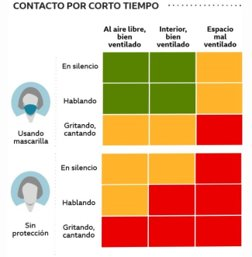 CONTACTO POR CORTO TIEMPO
Al aire libre,
bien
ventilado
Interior,
bien
ventilado
Espacio
mal
ventilado
En silencio
Hablando
Gritando,
cantando
Usando
mascarilla
En silencio
Hablando
Gritando,
cantando
Sin
protección